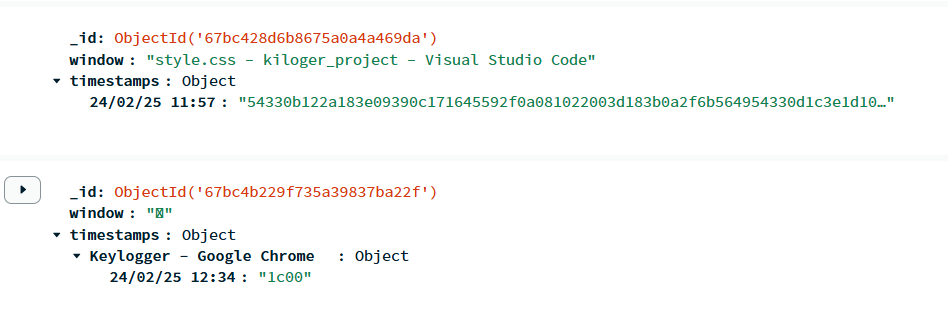 _id: ObjectId('67bc428d6b8675a0a4a469da')
window : "style.css – kiloger_project – Visual Studio Code"
timestamps : Object
24/02/25 11:57 : "54330b122a183e09390c171645592f0a081022003d183b0a2f6b564954330d1c3e1d10…"
_id: ObjectId('67bc4b229f735a39837ba22f')
window : ""
timestamps : Object
Keylogger – Google Chrome : Object
24/02/25 12:34 : "1c00"